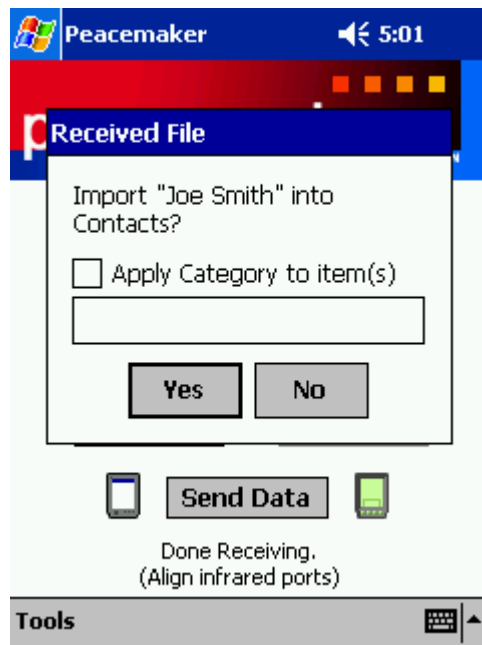 Peacemaker 5:01
Received File
Import "Joe Smith" into
Contacts?
Apply Category to item(s)
Yes No
Send Data
Done Receiving.
(Align infrared ports)
Tools